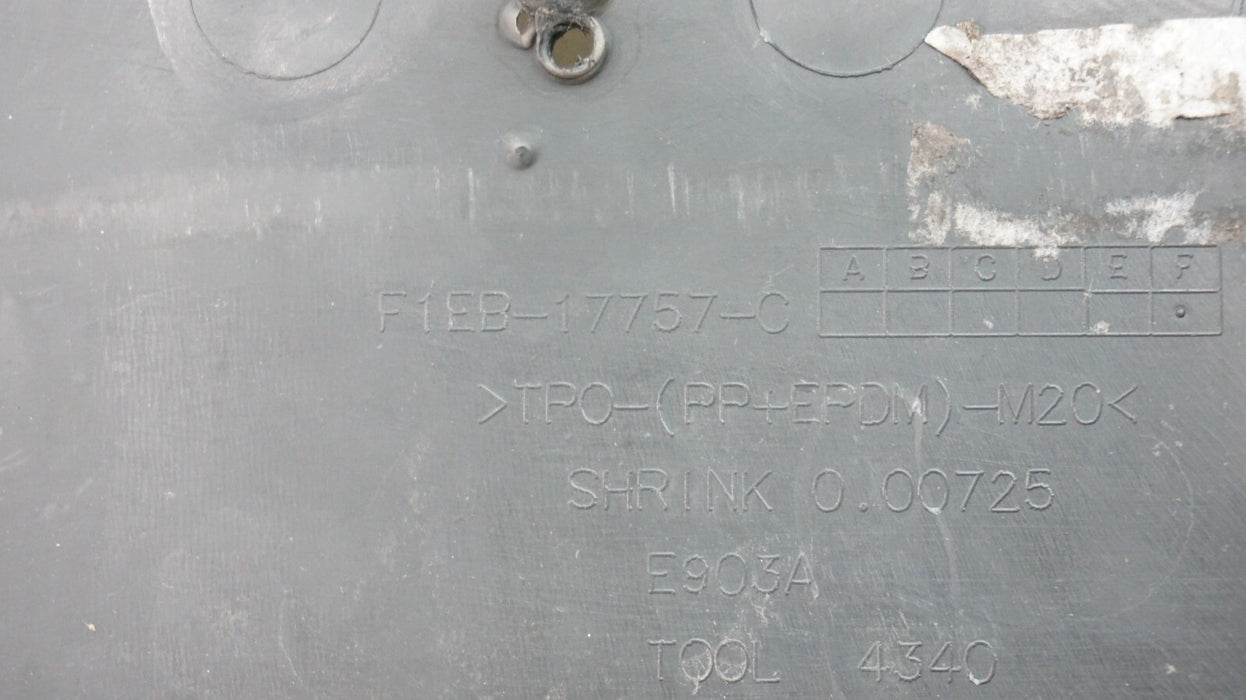 A B C D E F
F1EB-17757-C
>TPO-(PP+EPDM)-M20<
SHRINK 0.00725
E903A
TOOL 4340